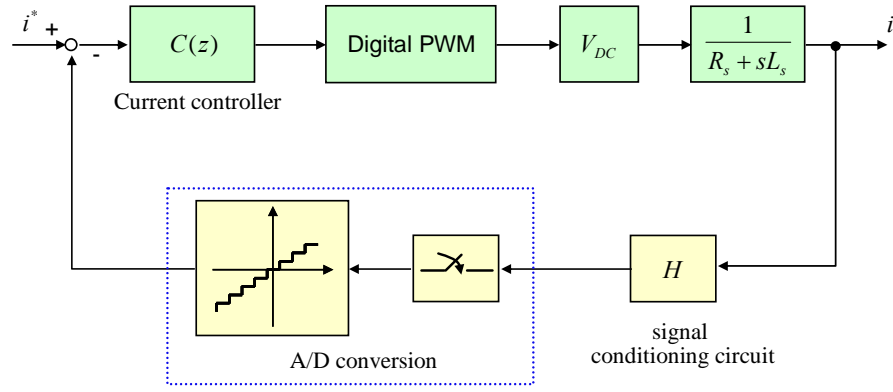 i* + -
C(z)
Digital PWM
V_DC
1
R_s + sL_s
i
Current controller
H
signal
conditioning circuit
A/D conversion